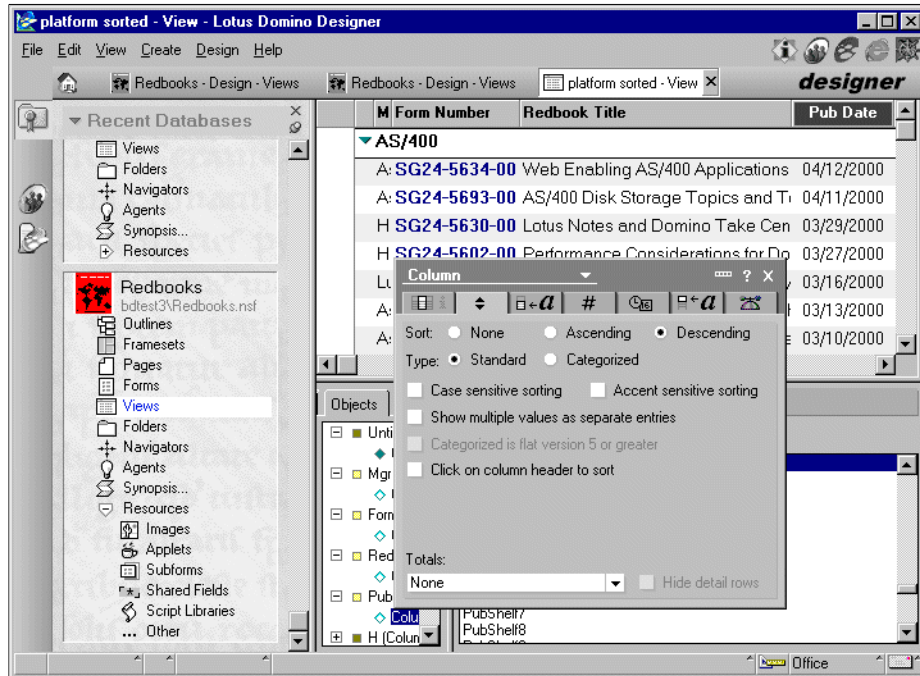 platform sorted - View - Lotus Domino Designer
File Edit View Create Design Help
Redbooks - Design - Views
Redbooks - Design - Views
platform sorted - View
designer
Recent Databases
Views
Folders
Navigators
Agents
Synopsis...
Resources
Redbooks
bdtest3\Redbooks.nsf
Outlines
Framesets
Pages
Forms
Views
Folders
Navigators
Agents
Synopsis...
Resources
Images
Applets
Subforms
Shared Fields
Script Libraries
Other
M Form Number Redbook Title Pub Date
AS/400
A: SG24-5634-00 Web Enabling AS/400 Applications 04/12/2000
A: SG24-5693-00 AS/400 Disk Storage Topics and 04/11/2000
H SG24-5630-00 Lotus Notes and Domino Take Cen 03/29/2000
H SG24-5602-00 Performance Considerations for Do 03/27/2000
03/16/2000
A: 03/13/2000
A: 03/10/2000
Column
Sort: None Ascending Descending
Type: Standard Categorized
Case sensitive sorting Accent sensitive sorting
Show multiple values as separate entries
Categorized is flat version 5 or greater
Click on column header to sort
Totals:
None
Hide detail rows
Objects
Unti
Mgr
Forn
Red
Pub
Colu
H (Colun
PubShelf7
PubShelf8
Office